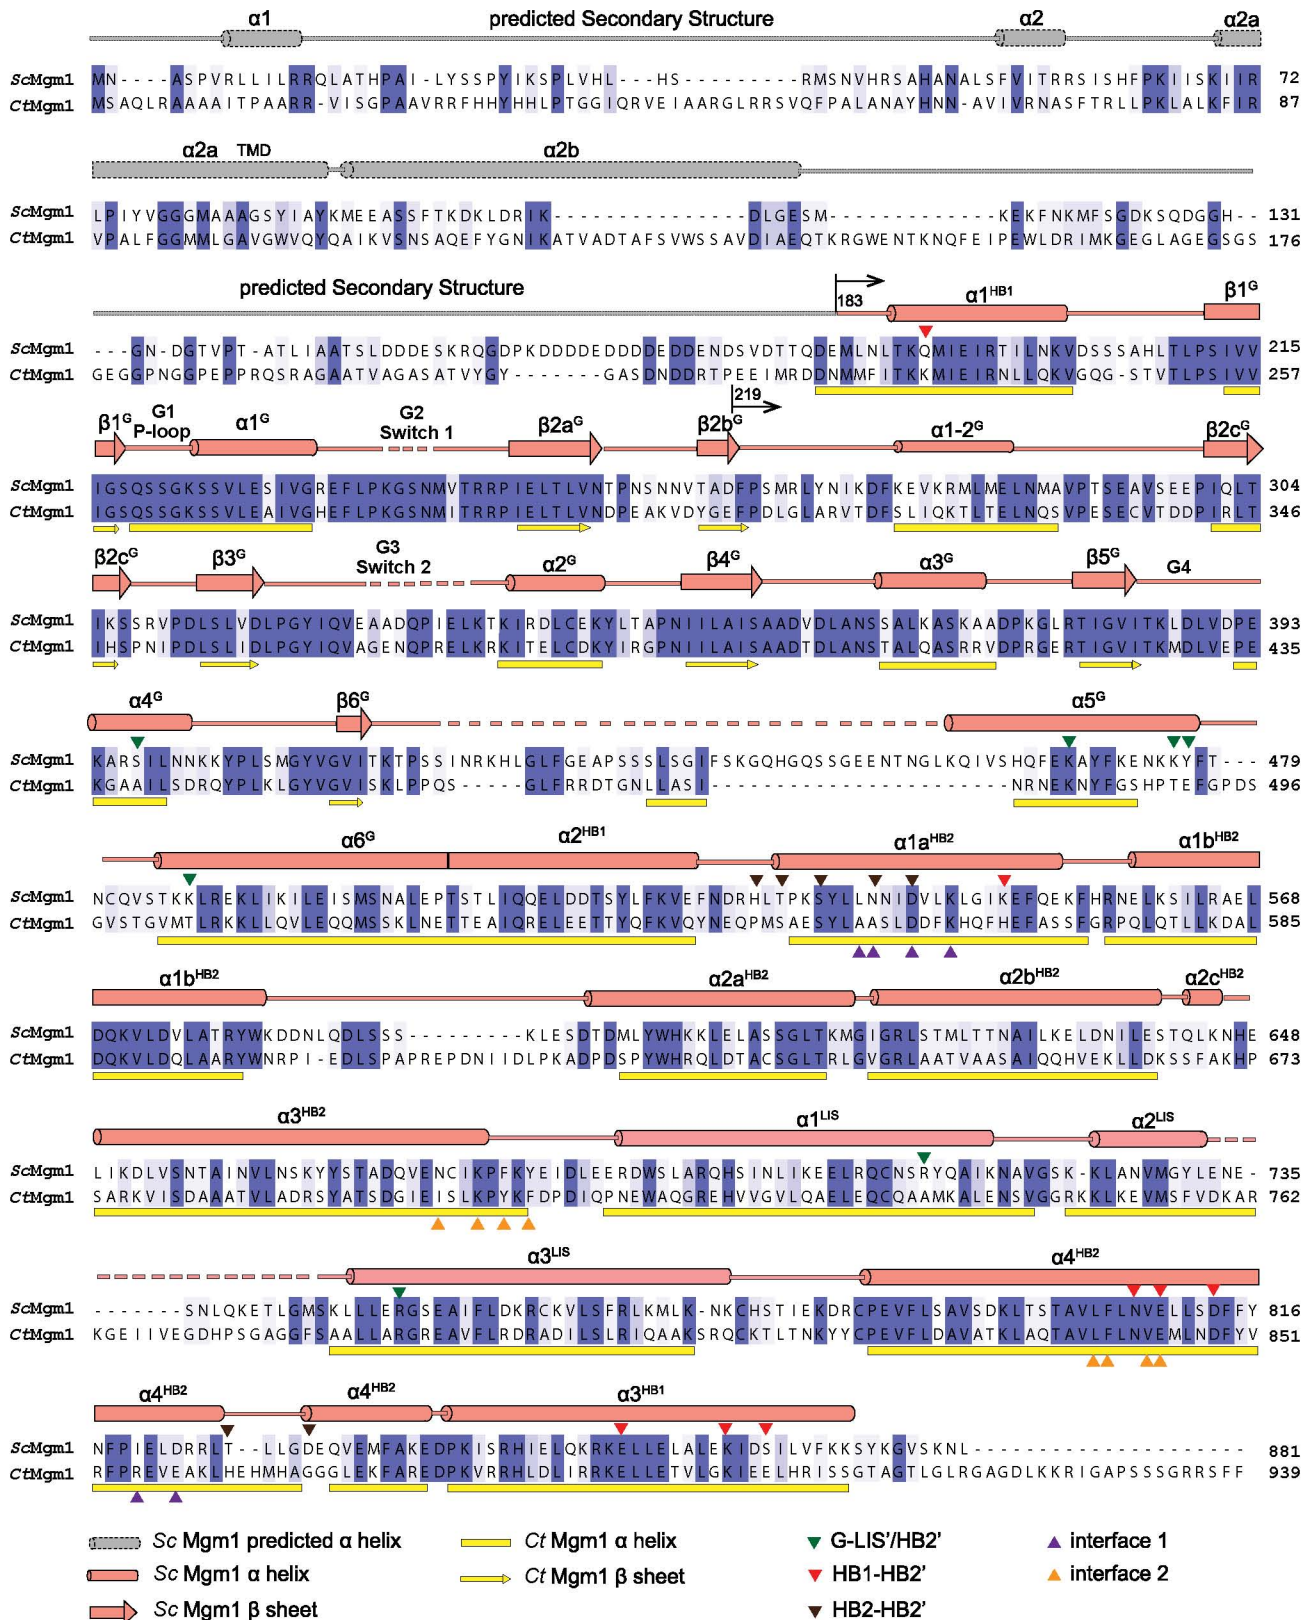 α1 predicted Secondary Structure α2 α2a
ScMgm1 MN----ASPVRLLILRRQLATHPAI-LYSSPYIKSPLVHL---HS----------RMSNVHRSAHANALSFVITRRSISHFPKIISKIIR 72
CtMgm1 MSAQLRAAAAITPAARR-VISGPAAVRRFHHYHHLPTGGIQRVEIAARGLRRSVQFPALANAYHNN-AVIVRNASFTRLLPKLALKFIR 87
α2a TMD α2b
ScMgm1 LPIYVGGGMAAAGSYIAYKMEEASSFTKDKLDRIK----------------DLGESM-------------KEKFNKMFSGDKSQDGGH-- 131
CtMgm1 VPALFGGMMLGAVGWVQYQAIKVSNSAQEFYGNIKATVADTAFSVWSSAVDIAEQTKRGWENTKNQFEIPEWLDRIMKGEGLAGEGSGS 176
predicted Secondary Structure 183 α1HB1 β1G
ScMgm1 ---GN-DGTVPT-ATLIAATSLDDDESKRQGDPKDDDDEDDDDEDDENDSVDTTQDEMLNLTKQMIEIRTILNKVDSSSAHLTLPSIVV 215
CtMgm1 GEGGPNGGPEPPRQSRAGAATVAGASATVYGY-------GASDNDDRTPEEIMRDDNMMFITKKMIEIRNLLQKVGQG-STVTLPSIVV 257
β1G G1 P-loop α1G G2 Switch 1 β2aG β2bG 219 α1-2G β2cG
ScMgm1 IGSQSSGKSSVLESIVGREFLPKGSNMVTRRPIELTLVNTPNSNNVTADFPSMRLYNIKDFKEVKRMLMELNMAVPTSEAVSEEPIQLT 304
CtMgm1 IGSQSSGKSSVLEAIVGHEFLPKGSNMITRRPIELTLVNDPEAKVDYGEFPDLGLARVTDFSLIQKTLTELNQSVPESECVTDDPIRLT 346
β2cG β3G G3 Switch 2 α2G β4G α3G β5G G4
ScMgm1 IKSSRVPDLSLVDLPGYIQVEAADQPIELKTKIRDLCEKYLTAPNIILAISAADVDLANSSALKASKAADPKGLRTIGVITKLDLVDPE 393
CtMgm1 IHSPNIPDLSLIDLPGYIQVAGENQPRELKRKITELCDKYIRGPNIILAISAADTDLANSTALQASRRVDPRGERTIGVITKMDLVEPE 435
α4G β6G α5G
ScMgm1 KARSILNNKKYPLSMGYVGVITKTPSSINRKHLGLFGEAPSSSLSGIFSKGQHGQSSGEENTNGLKQIVSHQFEKAYFKENKKYFT--- 479
CtMgm1 KGAAILSDRQYPLKLGYVGVISKLPPQS----GLFRRDTGNLLASI-----------------------NRNEKNYFGSHPTEFGPDS 496
α6G α2HB1 α1aHB2 α1bHB2
ScMgm1 NCQVSTKKLREKLIKILEISMSNALEPTSTLIQQELDDTSYLFKVEFNDRHLTPKSYLLNNIDVLKLGIKEFQEKFHRNELKSILRAEL 568
CtMgm1 GVSTGVMTLRKKLLQVLEQQMSSKLNETTEAIQRELEETTYQFKVQYNEQPMSAESYLAASLDDFKHQFHEFASSFGRPQLQTLLKDAL 585
α1bHB2 α2aHB2 α2bHB2 α2cHB2
ScMgm1 DQKVLDVLATRYWKDDNLQDLSSS---------KLESDTDMLYWHKKLELASSGLTKMGIGRLSTMLTTNAILKELDNILESTQLKNHE 648
CtMgm1 DQKVLDQLAARYWNRPI-EDLSPAPREPDNIIDLPKADPDSPYWHRQLDTACSGLTRLGVGRLAATVAASAIQQHVEKLLDKSSFAKHP 673
α3HB2 α1LIS α2LIS
ScMgm1 LIKDLVSNTAINVLNSKYYSTADQVENCIKPFKYEIDLEERDWSLARQHSINLIKEELRQCNSRYQAIKNAVGSK-KLANVMGYLENE- 735
CtMgm1 SARKVISDAAATVLADRSYATSDGIEISLKPYKFDPDIQPNEWAQGREHVVGVLQAELEQCQAAMKALENSVGGRKKLKEVMSFVDKAR 762
α3LIS α4HB2
ScMgm1 -------SNLQKETLGMSKLLLERGSEAIFLDKRCKVLSFRLKMLK-NKCHSTIEKDRCPEVFLSAVSDKLTSTAVLFLNVELLSDFFY 816
CtMgm1 KGEIIVEGDHPSGAGGFSAALLARGREAVFLRDRADILSLRIQAAKSRQCKTLTNKYYCPEVFLDAVATKLAQTAVLFLNVEMLNDFYV 851
α4HB2 α4HB2 α3HB1
ScMgm1 NFPIELDRRLT--LLGDEQVEMFAKEDPKISRHIELQKRKELLELALEKIDSILVFKKSYKGVSKNL---------------------- 881
CtMgm1 RFPREVEAKLHEHMHAGGGLEKFAREDPKVRRHLDLIRRKELLETVLGKIEELHRISSGTAGTLGLRGAGDLKKRIGAPSSSGRRSFF 939
Sc Mgm1 predicted α helix Ct Mgm1 α helix G-LIS’/HB2’ interface 1
Sc Mgm1 α helix Ct Mgm1 β sheet HB1-HB2’ interface 2
Sc Mgm1 β sheet HB2-HB2’